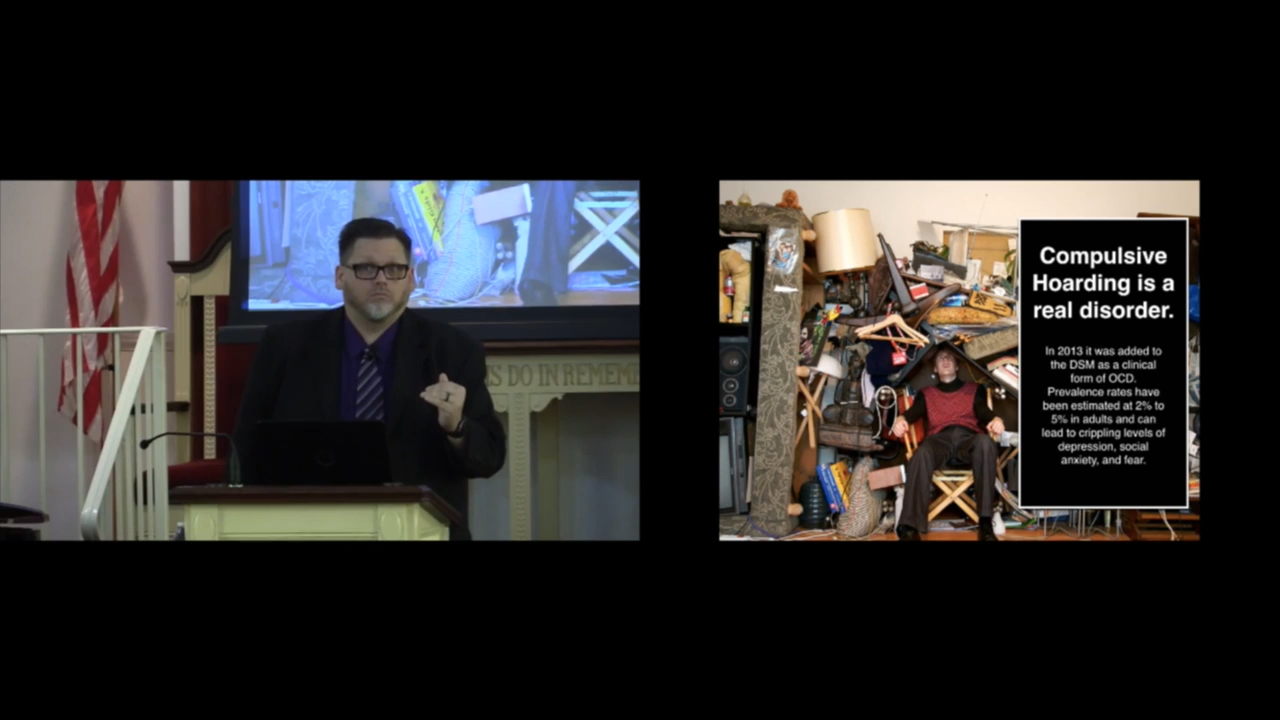 S DO IN REMEM
Compulsive
Hoarding is a
real disorder.
In 2013 it was added to
the DSM as a clinical
form of OCD.
Prevalence rates have
been estimated at 2% to
5% in adults and can
lead to crippling levels of
depression, social
anxiety, and fear.